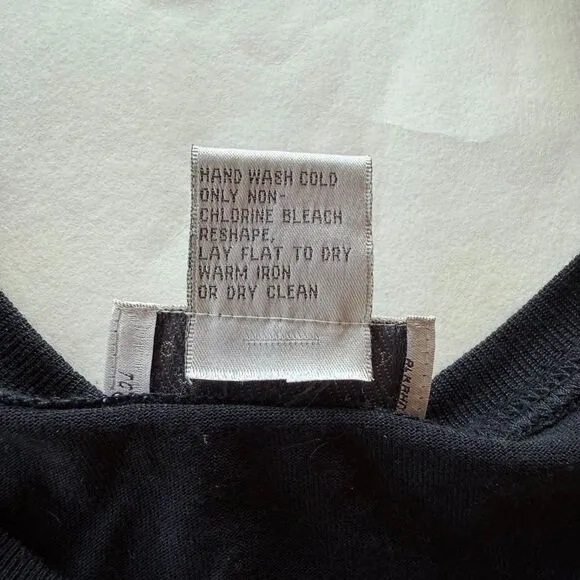 HAND WASH COLD
ONLY NON-
CHLORINE BLEACH
RESHAPE,
LAY FLAT TO DRY
WARM IRON
OR DRY CLEAN